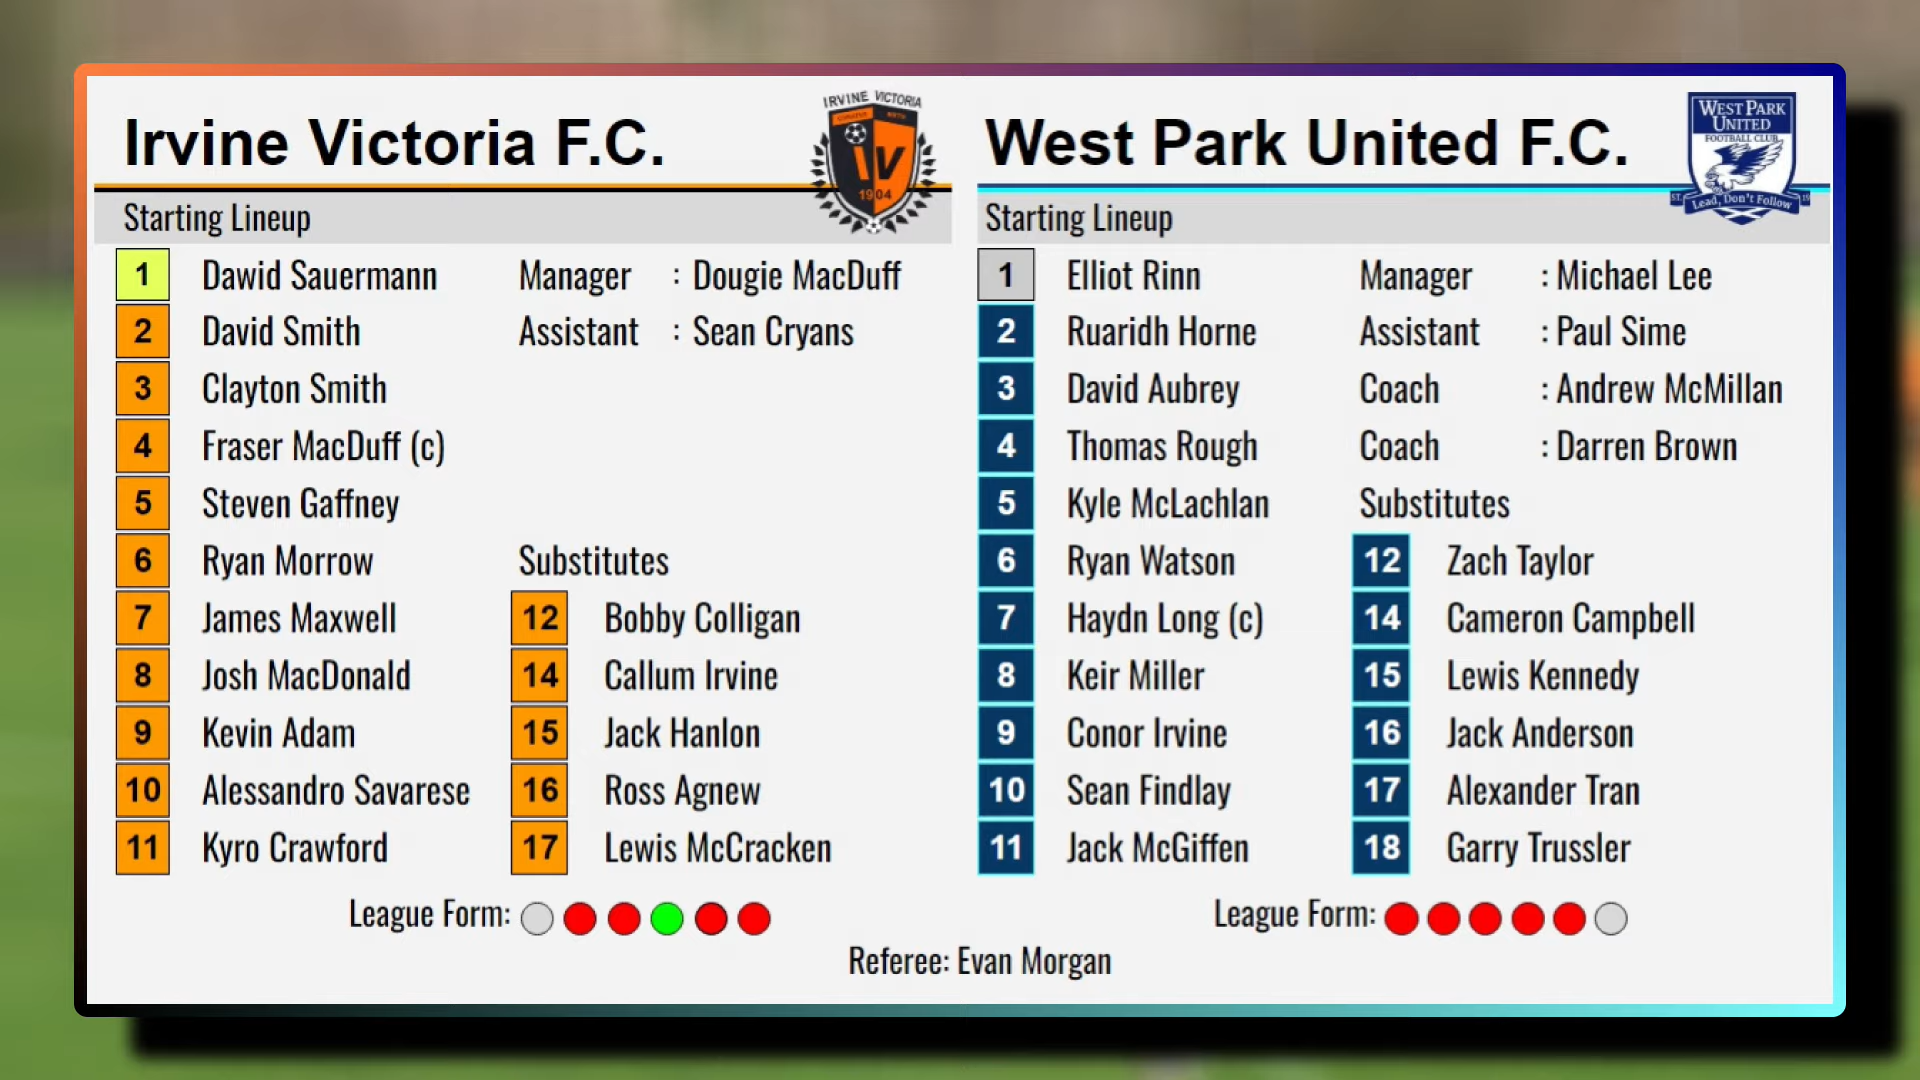 Irvine Victoria F.C.
IRVINE VICTORIA
IV
1904
Starting Lineup
1 Dawid Sauermann Manager : Dougie MacDuff
2 David Smith Assistant : Sean Cryans
3 Clayton Smith
4 Fraser MacDuff (c)
5 Steven Gaffney
6 Ryan Morrow Substitutes
7 James Maxwell 12 Bobby Colligan
8 Josh MacDonald 14 Callum Irvine
9 Kevin Adam 15 Jack Hanlon
10 Alessandro Savarese 16 Ross Agnew
11 Kyro Crawford 17 Lewis McCracken
League Form:
West Park United F.C.
WEST PARK
UNITED
FOOTBALL CLUB
Lead, Don't Follow
Starting Lineup
1 Elliot Rinn Manager : Michael Lee
2 Ruaridh Horne Assistant : Paul Sime
3 David Aubrey Coach : Andrew McMillan
4 Thomas Rough Coach : Darren Brown
5 Kyle McLachlan Substitutes
6 Ryan Watson 12 Zach Taylor
7 Haydn Long (c) 14 Cameron Campbell
8 Keir Miller 15 Lewis Kennedy
9 Conor Irvine 16 Jack Anderson
10 Sean Findlay 17 Alexander Tran
11 Jack McGiffen 18 Garry Trussler
League Form:
Referee: Evan Morgan